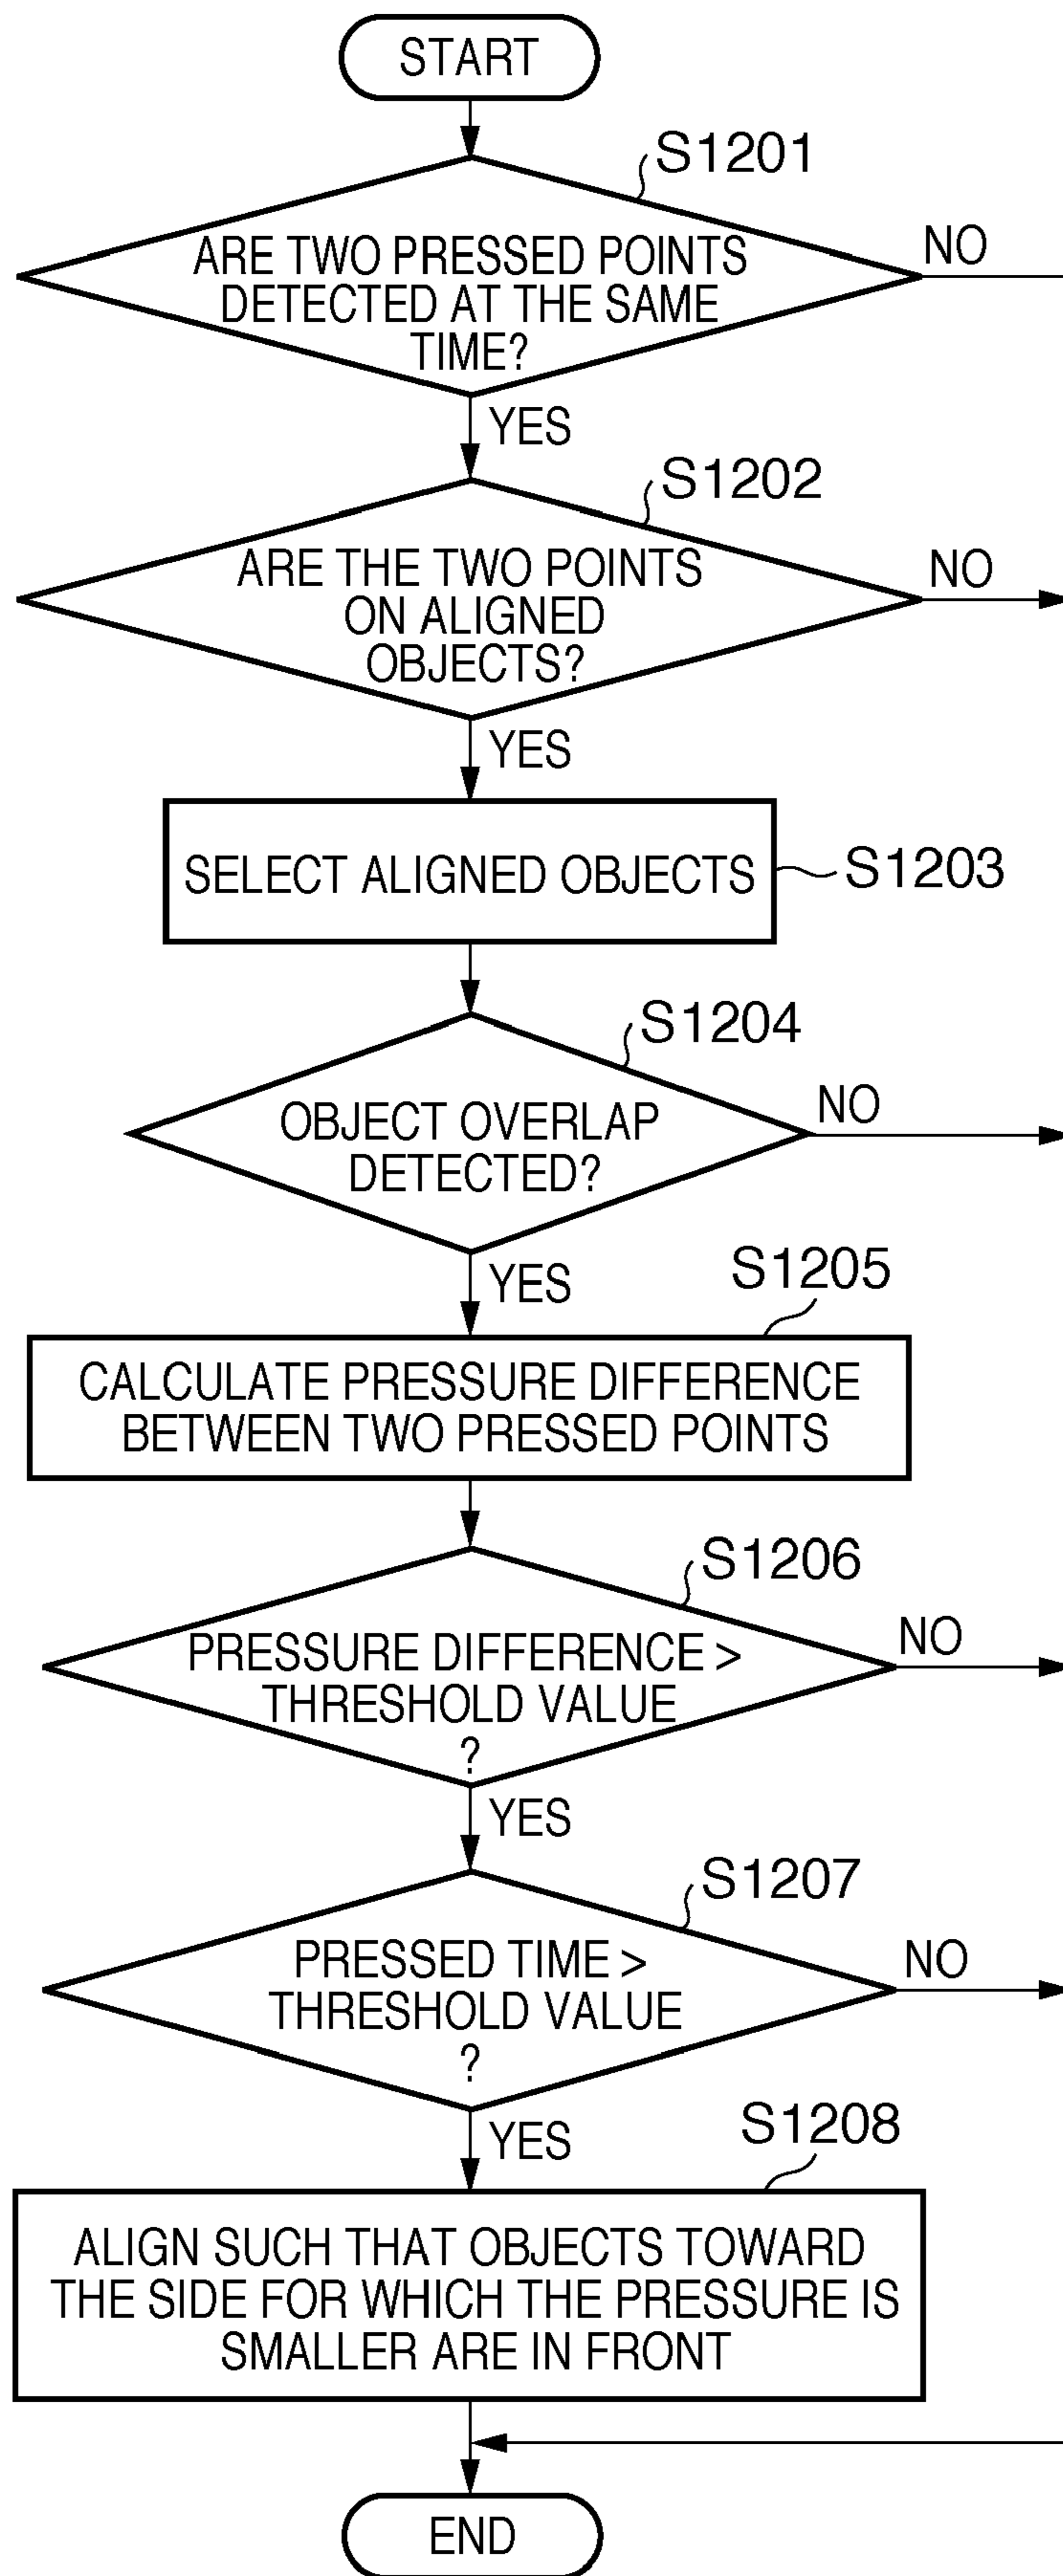 START
S1201
ARE TWO PRESSED POINTS
DETECTED AT THE SAME
TIME?
NO
YES
S1202
ARE THE TWO POINTS
ON ALIGNED
OBJECTS?
NO
YES
SELECT ALIGNED OBJECTS
S1203
S1204
OBJECT OVERLAP
DETECTED?
NO
YES
S1205
CALCULATE PRESSURE DIFFERENCE
BETWEEN TWO PRESSED POINTS
S1206
PRESSURE DIFFERENCE >
THRESHOLD VALUE
?
NO
YES
S1207
PRESSED TIME >
THRESHOLD VALUE
?
NO
YES
S1208
ALIGN SUCH THAT OBJECTS TOWARD
THE SIDE FOR WHICH THE PRESSURE IS
SMALLER ARE IN FRONT
END